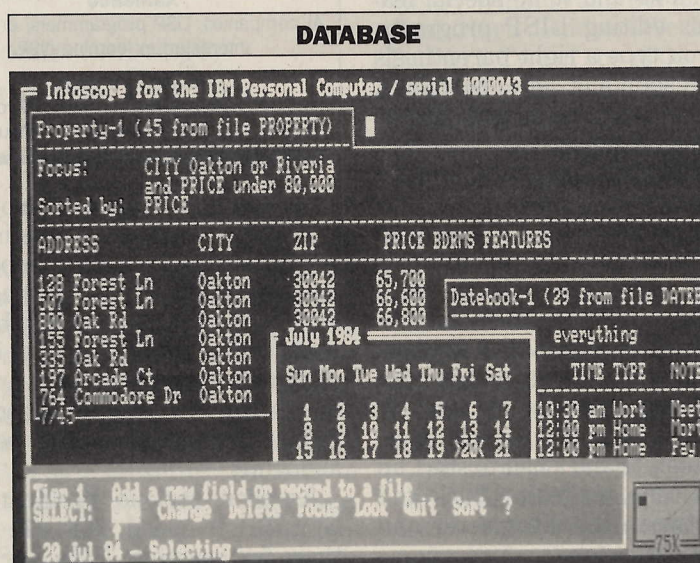 DATABASE
Infoscope for the IBM Personal Computer / serial #000043
Property-1 (45 from file PROPERTY)
Focus: CITY Oakton or Riveria
and PRICE under 80,000
Sorted by: PRICE
ADDRESS CITY ZIP PRICE BDRMS FEATURES
128 Forest Ln Oakton 30042 65,700
507 Forest Ln Oakton 30042 66,600
800 Oak Rd Oakton 30042 66,800
155 Forest Ln Oakton
335 Oak Rd Oakton
197 Arcade Ct Oakton
764 Commodore Dr Oakton
7/45
Datebook-1 (29 from file
everything
TIME TYPE NOTE
10:30 am Work
12:00 pm Home
12:00 pm Home Pay
July 1984
Sun Mon Tue Wed Thu Fri Sat
1 2 3 4 5 6 7
8 9 10 11 12 13 14
15 16 17 18 19 >20< 21
Tier 1 Add a new field or record to a file
SELECT: Change Delete Focus Look Quit Sort ?
20 Jul 84 - Selecting
75K